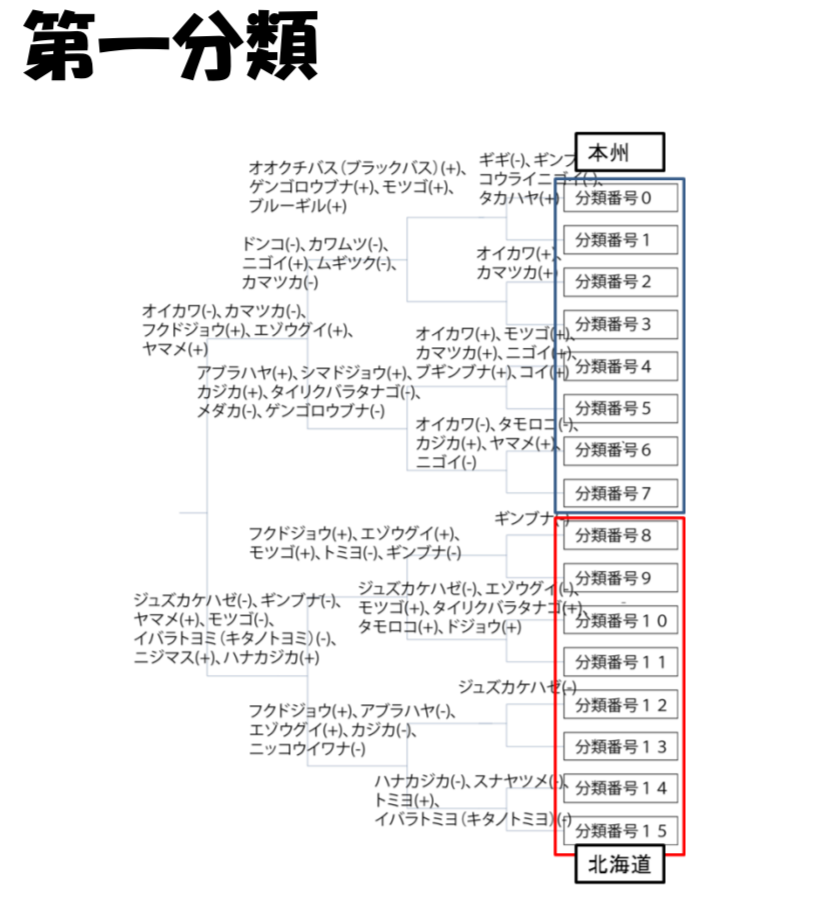 第一分類
本州
オオクチバス（ブラックバス）(+)、
ゲンゴロウブナ(+)、モツゴ(+)、
ブルーギル(+)
ギギ(-)、ギンブ
コウライニゴイ(-)、
タカハヤ(+)
分類番号0
分類番号1
ドンコ(-)、カワムツ(-)、
ニゴイ(+)、ムギツク(-)、
カマツカ(-)
オイカワ(+)、
カマツカ(+)
分類番号2
分類番号3
オイカワ(-)、カマツカ(-)、
フクドジョウ(+)、エゾウグイ(+)、
ヤマメ(+)
オイカワ(+)、モツゴ(+)、
カマツカ(+)、ニゴイ(+)、
ブギンブナ(+)、コイ(+)
分類番号4
アブラハヤ(+)、シマドジョウ(+)、
カジカ(+)、タイリクバラタナゴ(-)、
メダカ(-)、ゲンゴロウブナ(-)
分類番号5
オイカワ(-)、タモロコ(-)、
カジカ(+)、ヤマメ(+)、
ニゴイ(-)
分類番号6
分類番号7
ギンブナ(-)
フクドジョウ(+)、エゾウグイ(+)、
モツゴ(+)、トミヨ(-)、ギンブナ(-)
分類番号8
分類番号9
ジュズカケハゼ(-)、エゾウグイ(-)、
モツゴ(+)、タイリクバラタナゴ(+)、
タモロコ(+)、ドジョウ(+)
分類番号10
分類番号11
ジュズカケハゼ(-)、ギンブナ(-)、
ヤマメ(+)、モツゴ(-)、
イバラトヨミ（キタノトヨミ）(-)、
ニジマス(+)、ハナカジカ(+)
ジュズカケハゼ(-)
フクドジョウ(+)、アブラハヤ(-)、
エゾウグイ(+)、カジカ(-)、
ニッコウイワナ(-)
分類番号12
分類番号13
ハナカジカ(-)、スナヤツメ(-)、
トミヨ(+)、
イバラトミヨ（キタノトミヨ）(-)
分類番号14
分類番号15
北海道